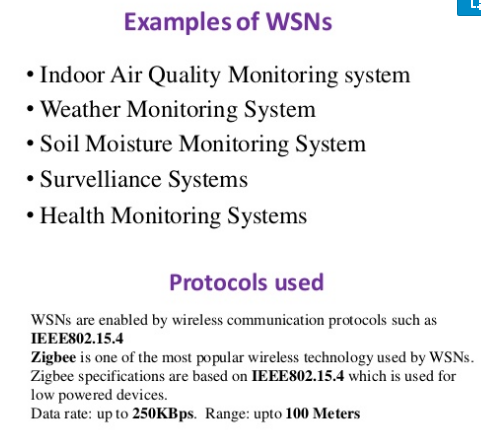 Examples of WSNs
• Indoor Air Quality Monitoring system
• Weather Monitoring System
• Soil Moisture Monitoring System
• Survelliance Systems
• Health Monitoring Systems
Protocols used
WSNs are enabled by wireless communication protocols such as
IEEE802.15.4
Zigbee is one of the most popular wireless technology used by WSNs.
Zigbee specifications are based on IEEE802.15.4 which is used for
low powered devices.
Data rate: up to 250KBps. Range: upto 100 Meters